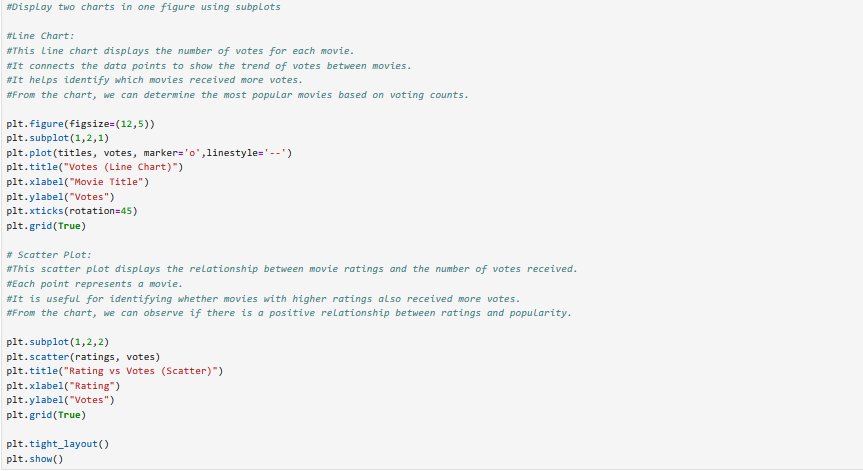 #Display two charts in one figure using subplots
#Line Chart:
#This line chart displays the number of votes for each movie.
#It connects the data points to show the trend of votes between movies.
#It helps identify which movies received more votes.
#From the chart, we can determine the most popular movies based on voting counts.
plt.figure(figsize=(12,5))
plt.subplot(1,2,1)
plt.plot(titles, votes, marker='o',linestyle='--')
plt.title("Votes (Line Chart)")
plt.xlabel("Movie Title")
plt.ylabel("Votes")
plt.xticks(rotation=45)
plt.grid(True)
# Scatter Plot:
#This scatter plot displays the relationship between movie ratings and the number of votes received.
#Each point represents a movie.
#It is useful for identifying whether movies with higher ratings also received more votes.
#From the chart, we can observe if there is a positive relationship between ratings and popularity.
plt.subplot(1,2,2)
plt.scatter(ratings, votes)
plt.title("Rating vs Votes (Scatter)")
plt.xlabel("Rating")
plt.ylabel("Votes")
plt.grid(True)
plt.tight_layout()
plt.show()